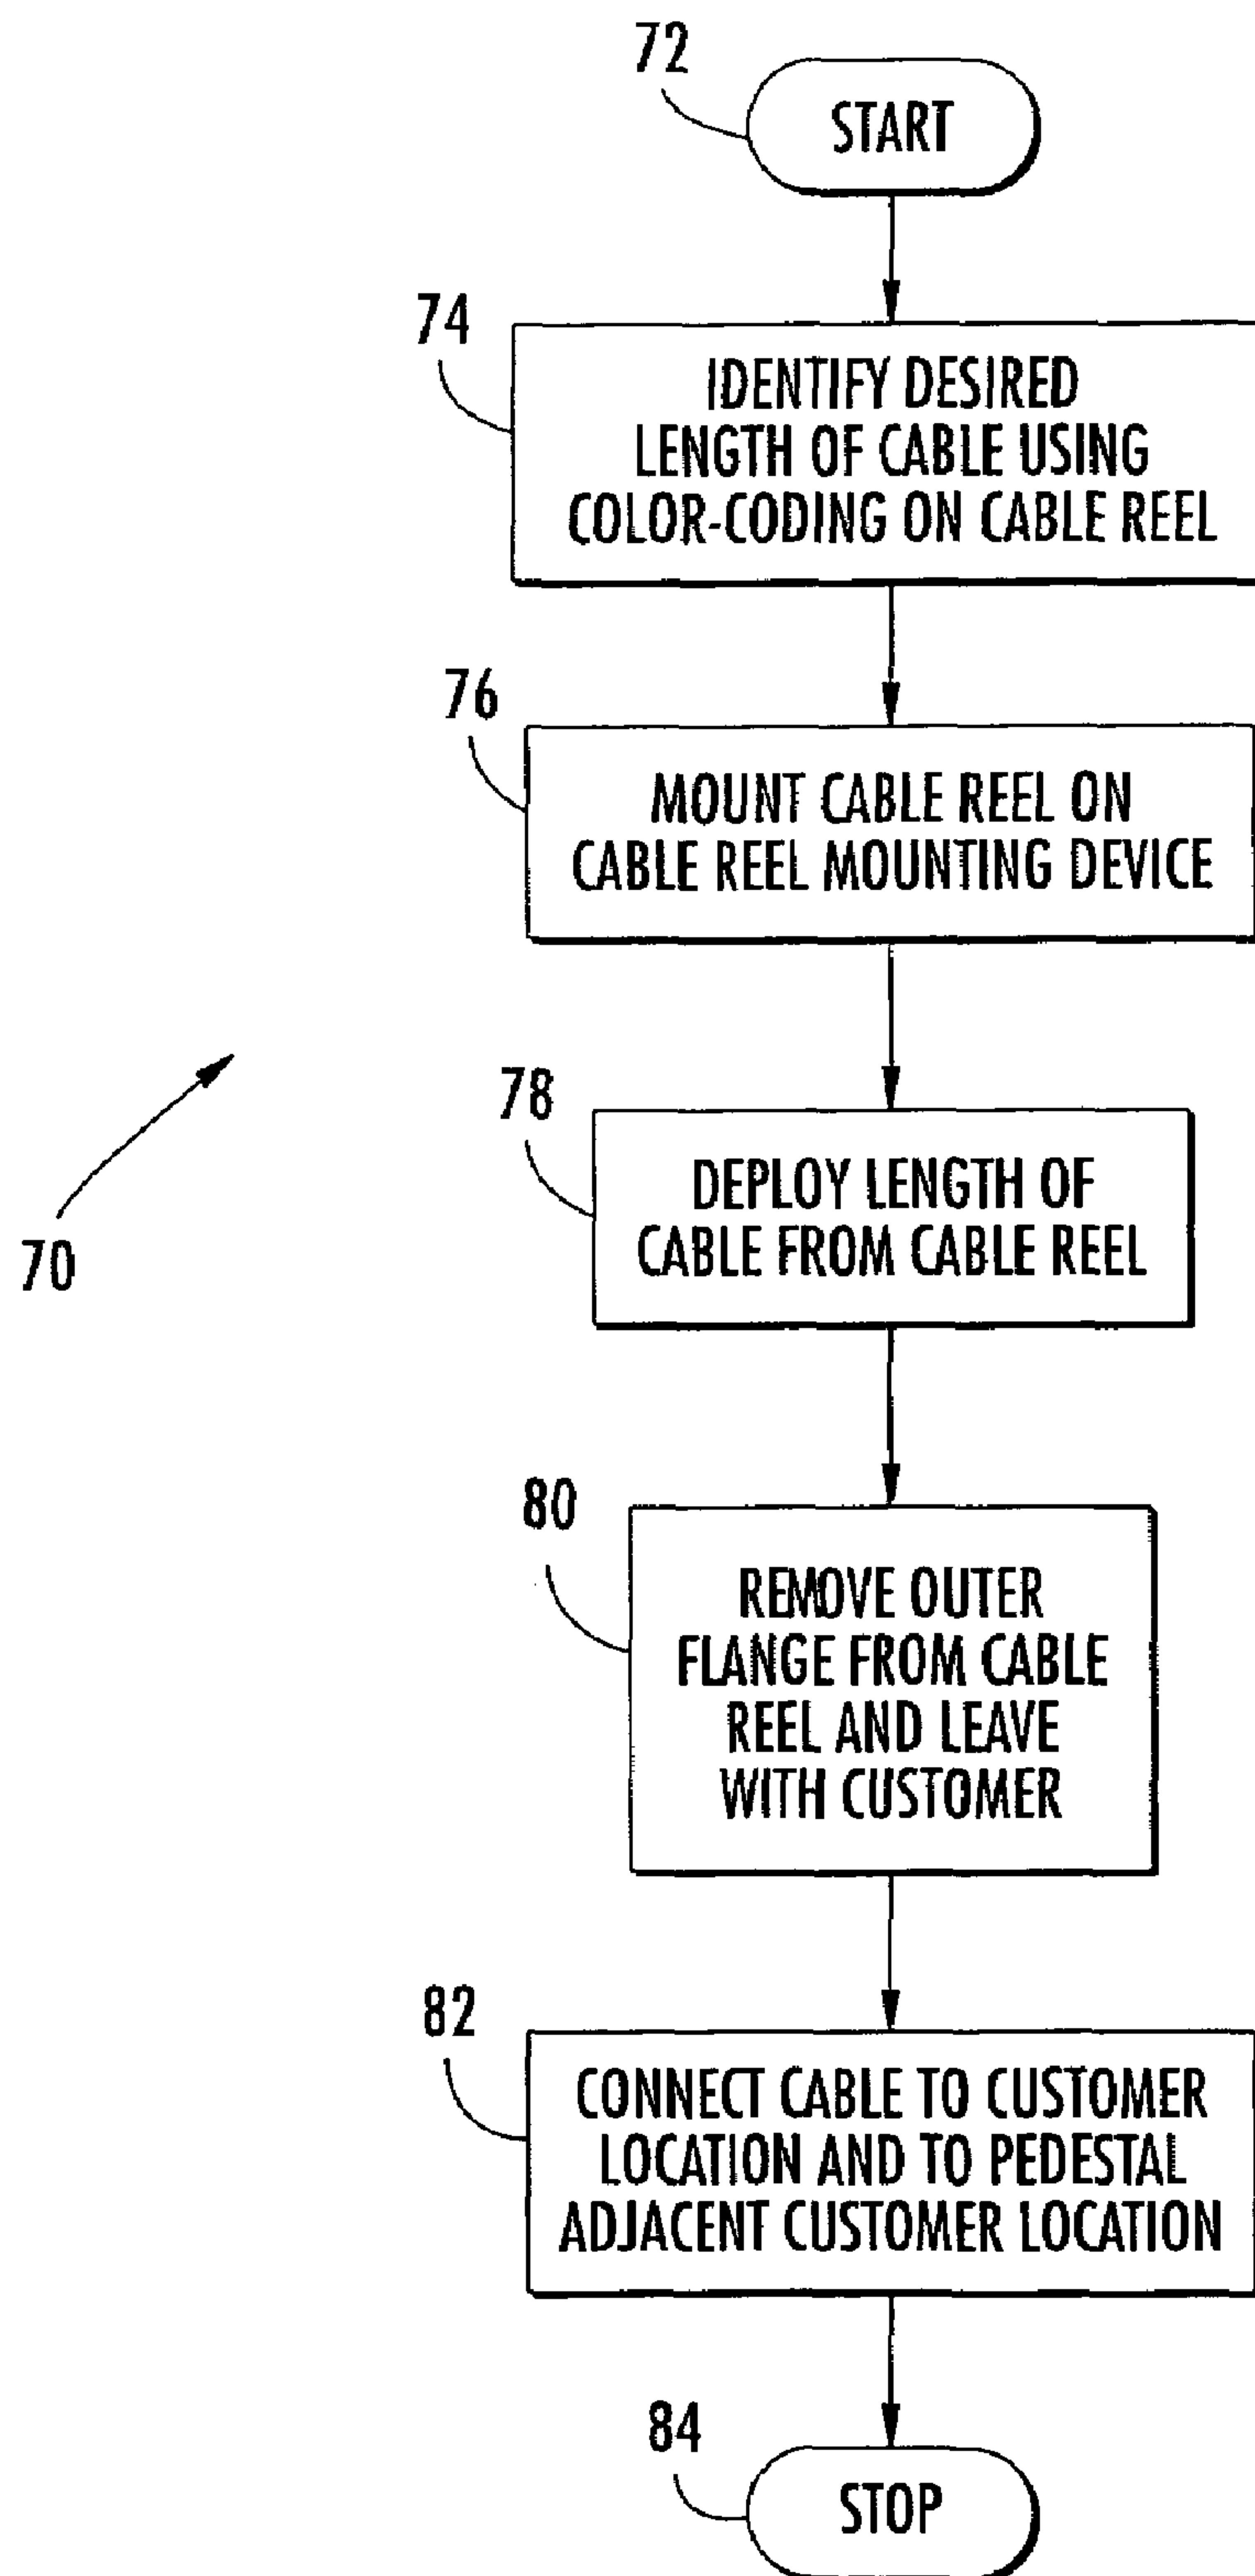 72
START
74
IDENTIFY DESIRED
LENGTH OF CABLE USING
COLOR-CODING ON CABLE REEL
76
MOUNT CABLE REEL ON
CABLE REEL MOUNTING DEVICE
70
78
DEPLOY LENGTH OF
CABLE FROM CABLE REEL
80
REMOVE OUTER
FLANGE FROM CABLE
REEL AND LEAVE
WITH CUSTOMER
82
CONNECT CABLE TO CUSTOMER
LOCATION AND TO PEDESTAL
ADJACENT CUSTOMER LOCATION
84
STOP